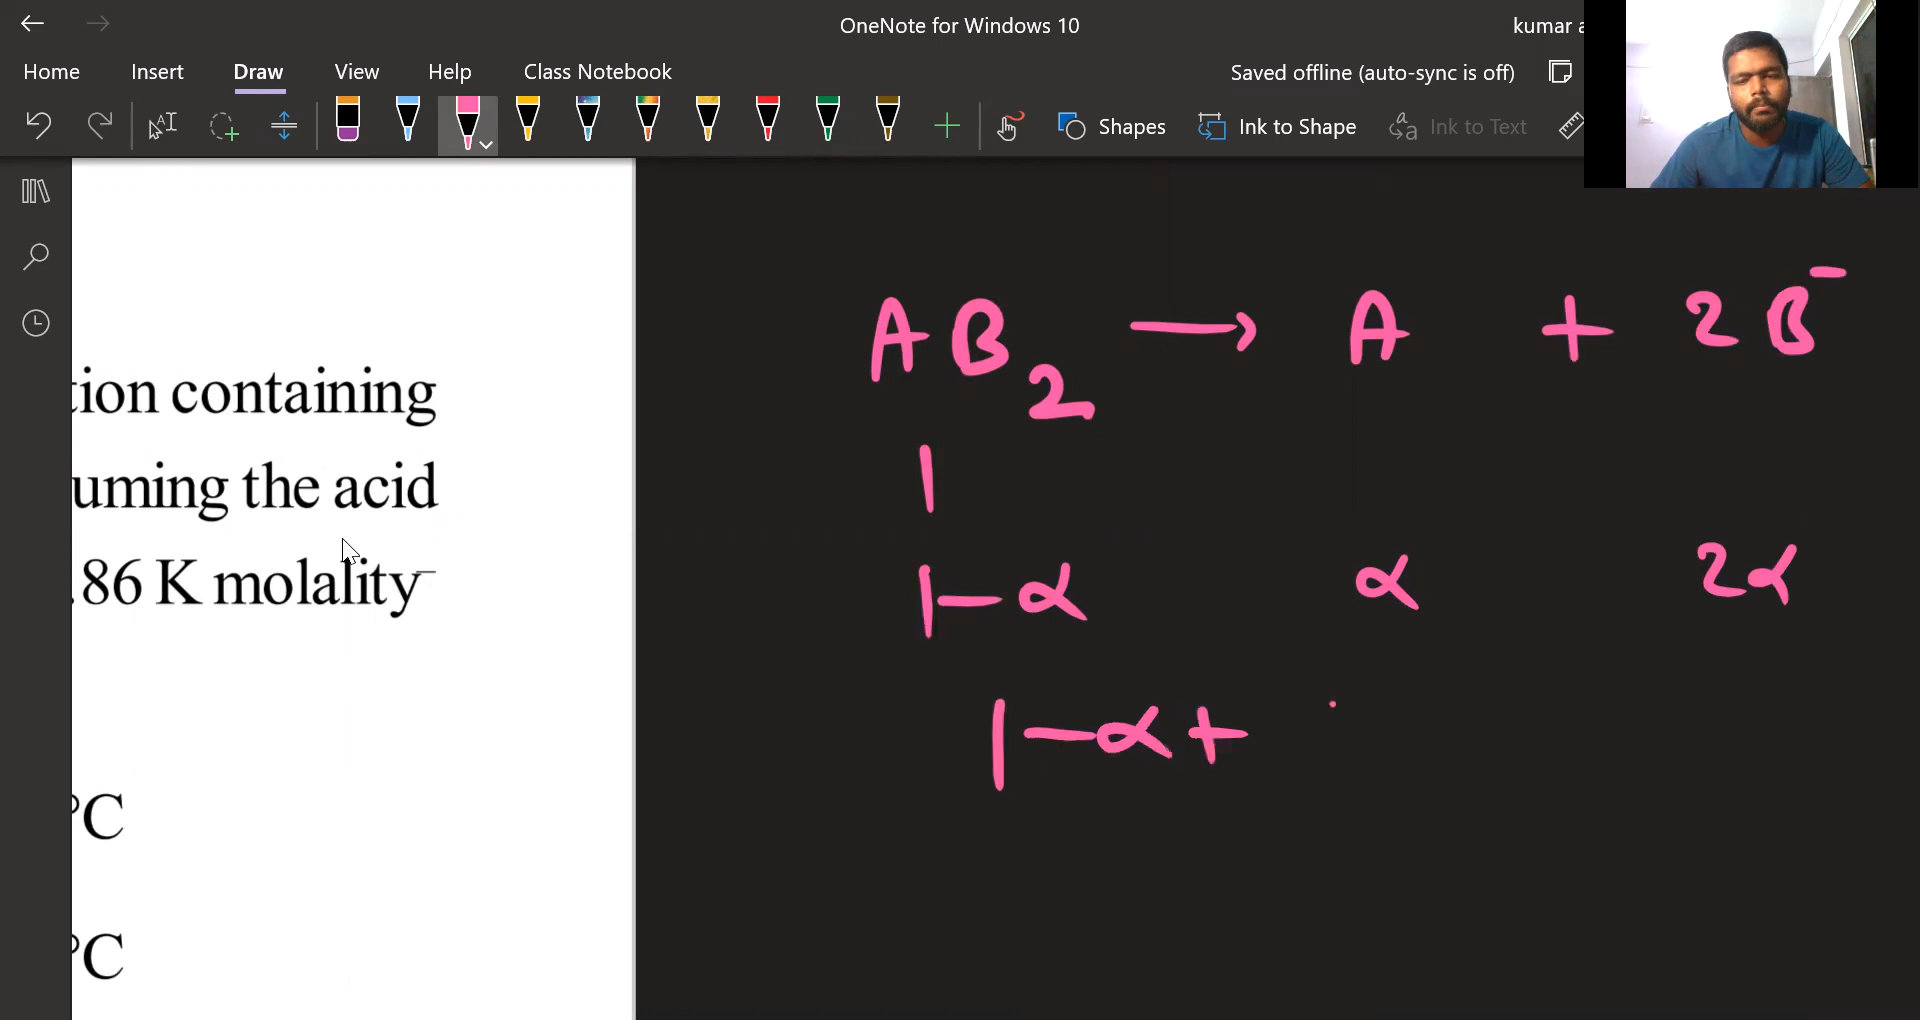 OneNote for Windows 10
kumar a
Home Insert Draw View Help Class Notebook
Saved offline (auto-sync is off)
Shapes Ink to Shape Ink to Text
tion containing
uming the acid
.86 K molality–
°C
°C
AB₂ → A + 2B⁻
1
1-α α 2α
1-α+